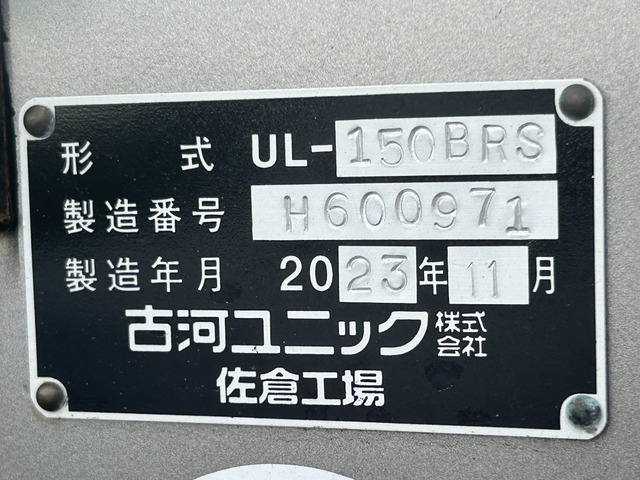 形 式 UL-150BRS
製造番号 H600971
製造年月 2023年11月
古河ユニック株式会社
佐倉工場